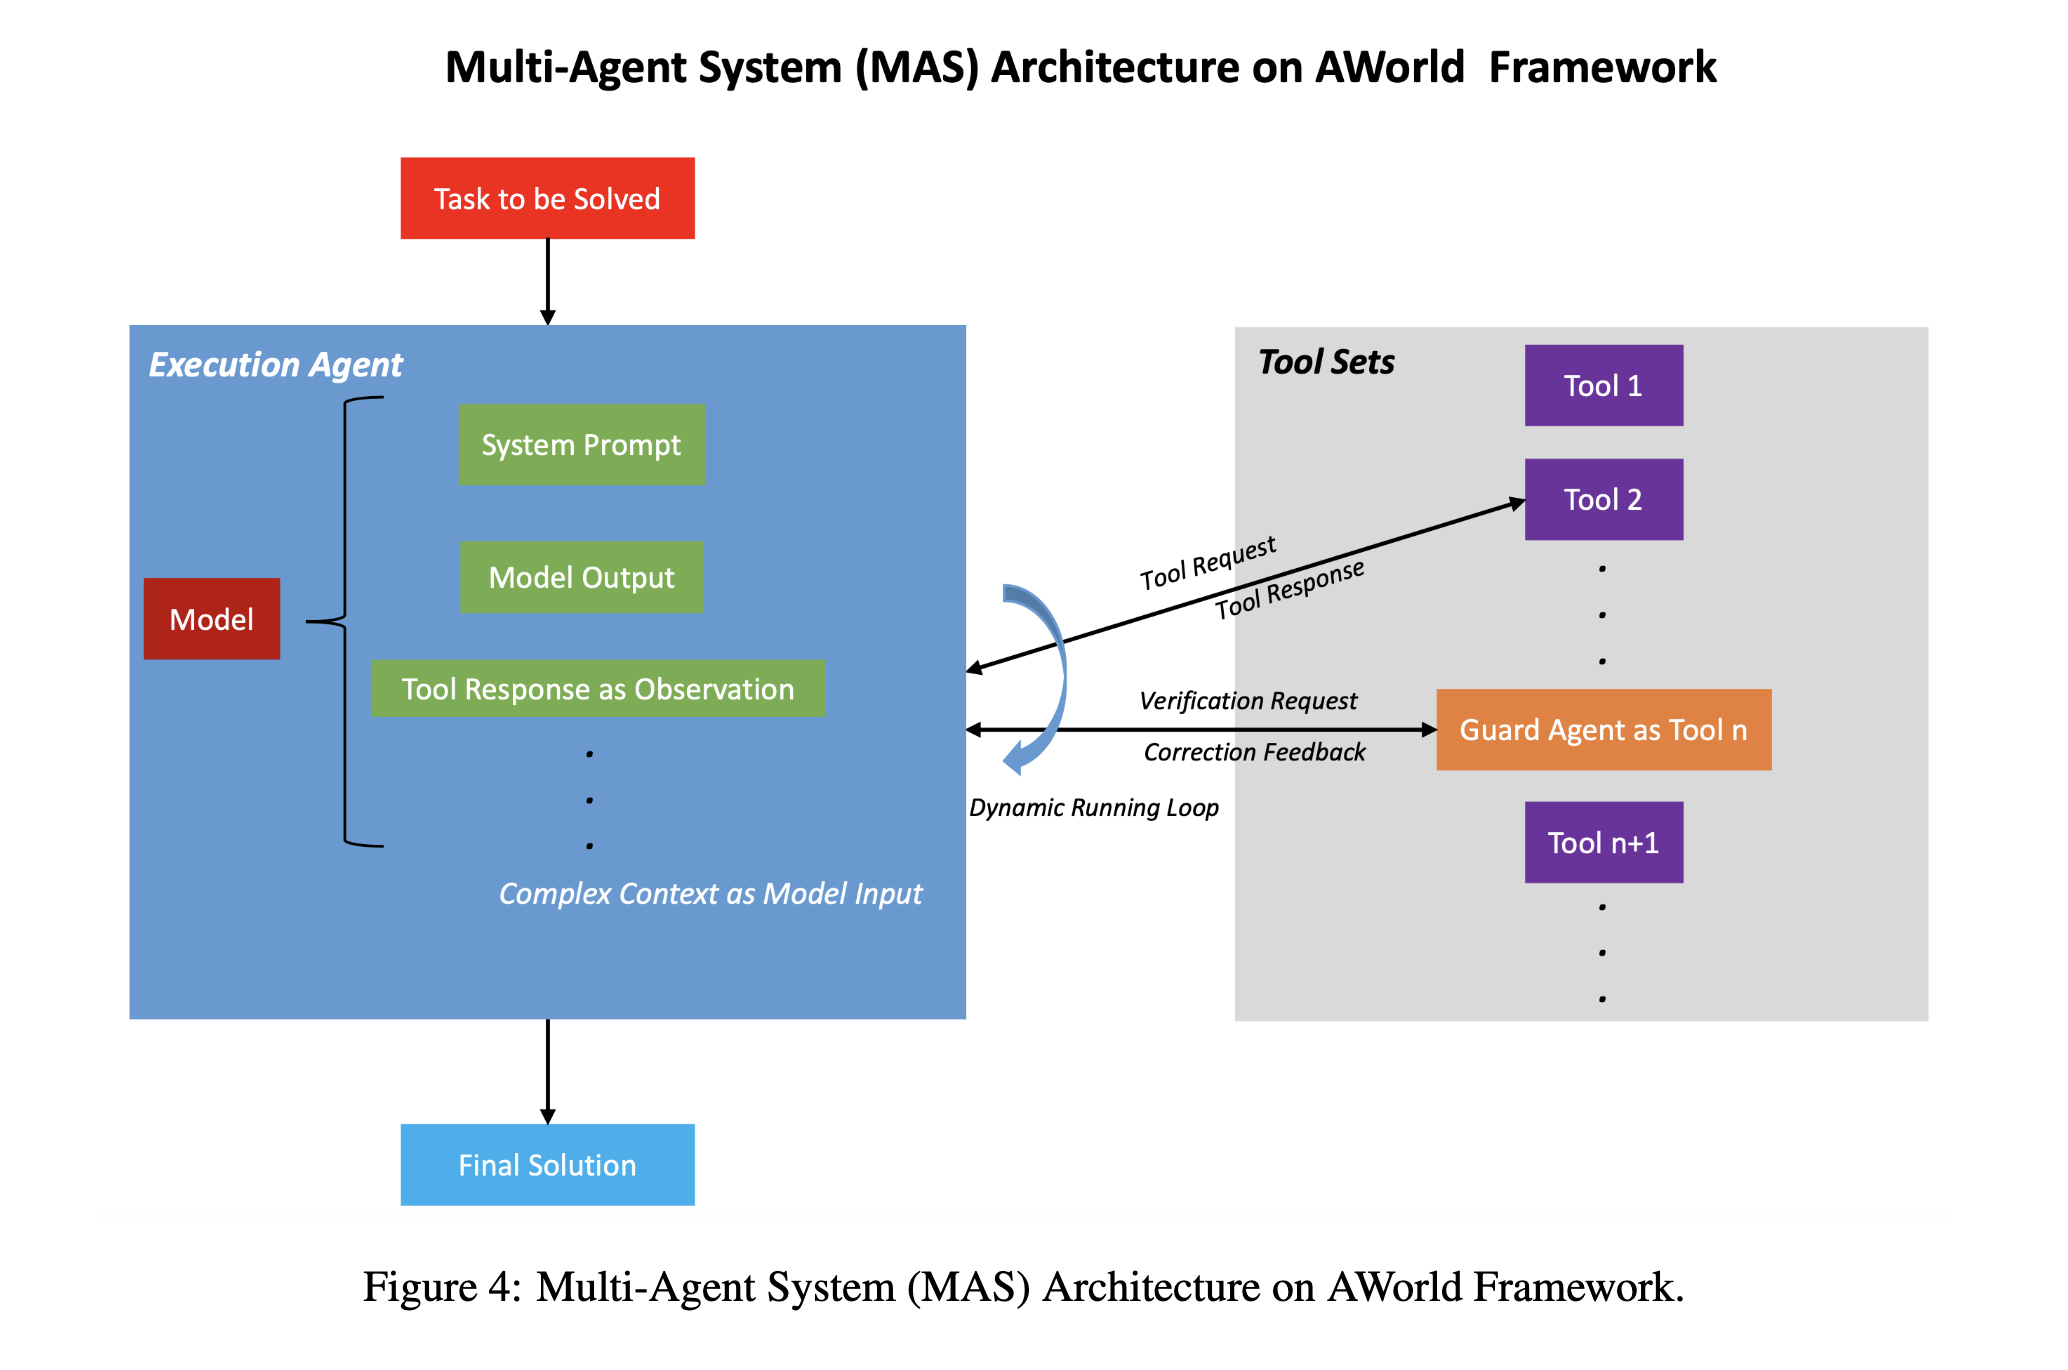 Multi-Agent System (MAS) Architecture on AWorld Framework
Task to be Solved
Execution Agent
System Prompt
Model Output
Model
Tool Response as Observation
Complex Context as Model Input
Tool Request
Tool Response
Verification Request
Correction Feedback
Dynamic Running Loop
Tool Sets
Tool 1
Tool 2
Guard Agent as Tool n
Tool n+1
Final Solution
Figure 4: Multi-Agent System (MAS) Architecture on AWorld Framework.